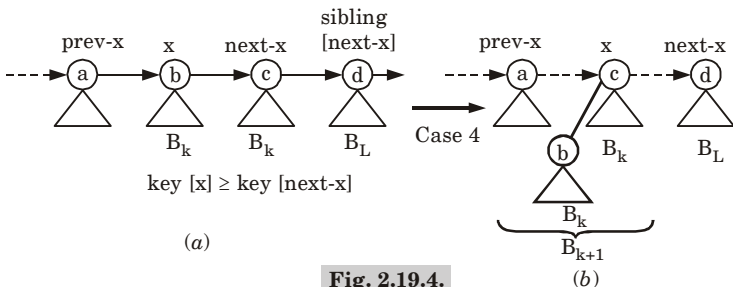 sibling
prev-x x next-x [next-x]
a b c d
B_k B_k B_L
key [x] ≥ key [next-x]
(a)
Case 4
prev-x x next-x
a c d
B_k B_L
b
B_k
B_{k+1}
(b)
Fig. 2.19.4.